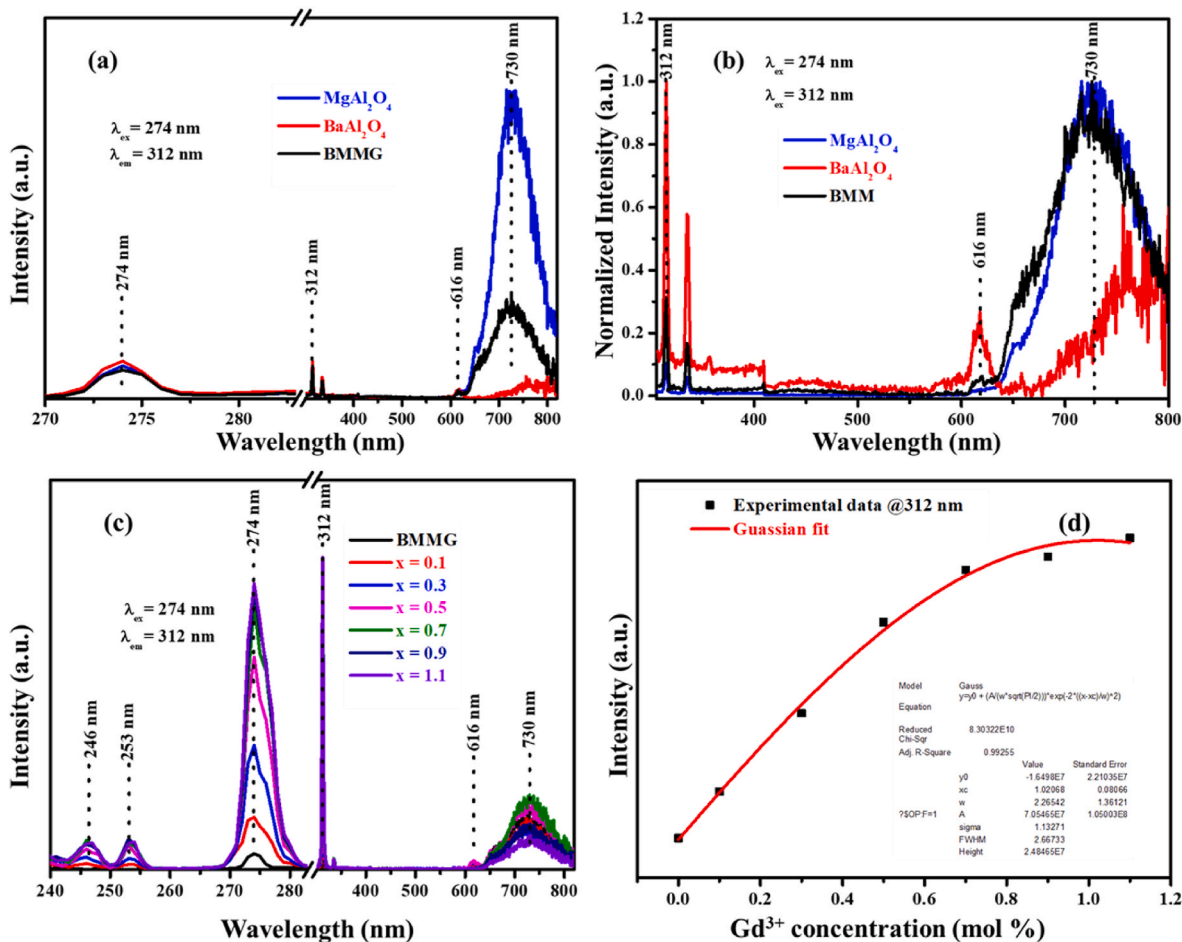 (a)
274 nm
312 nm
616 nm
730 nm
λex = 274 nm
λem = 312 nm
MgAl₂O₄
BaAl₂O₄
BMMG
Intensity (a.u.)
270 275 280 400 500 600 700 800
Wavelength (nm)
(b)
312 nm
616 nm
730 nm
λex = 274 nm
λex = 312 nm
MgAl₂O₄
BaAl₂O₄
BMM
Normalized Intensity (a.u.)
1.2
1.0
0.8
0.6
0.4
0.2
0.0
400 500 600 700 800
Wavelength (nm)
(c)
246 nm
253 nm
274 nm
312 nm
616 nm
730 nm
λex = 274 nm
λem = 312 nm
BMMG
x = 0.1
x = 0.3
x = 0.5
x = 0.7
x = 0.9
x = 1.1
Intensity (a.u.)
240 250 260 270 280 400 500 600 700 800
Wavelength (nm)
(d)
Experimental data @312 nm
Guassian fit
Model Gauss
Equation y=y0 + (A/(w*sqrt(PI/2)))*exp(-2*((x-xc)/w)^2)
Reduced Chi-Sqr 8.30322E10
Adj. R-Square 0.99255
Value Standard Error
y0 -1.6498E7 2.21035E7
xc 1.02068 0.08066
w 2.26542 1.36121
?$OP:F=1 A 7.05465E7 1.05003E8
sigma 1.13271
FWHM 2.66733
Height 2.48465E7
Intensity (a.u.)
0.0 0.2 0.4 0.6 0.8 1.0 1.2
Gd³⁺ concentration (mol %)